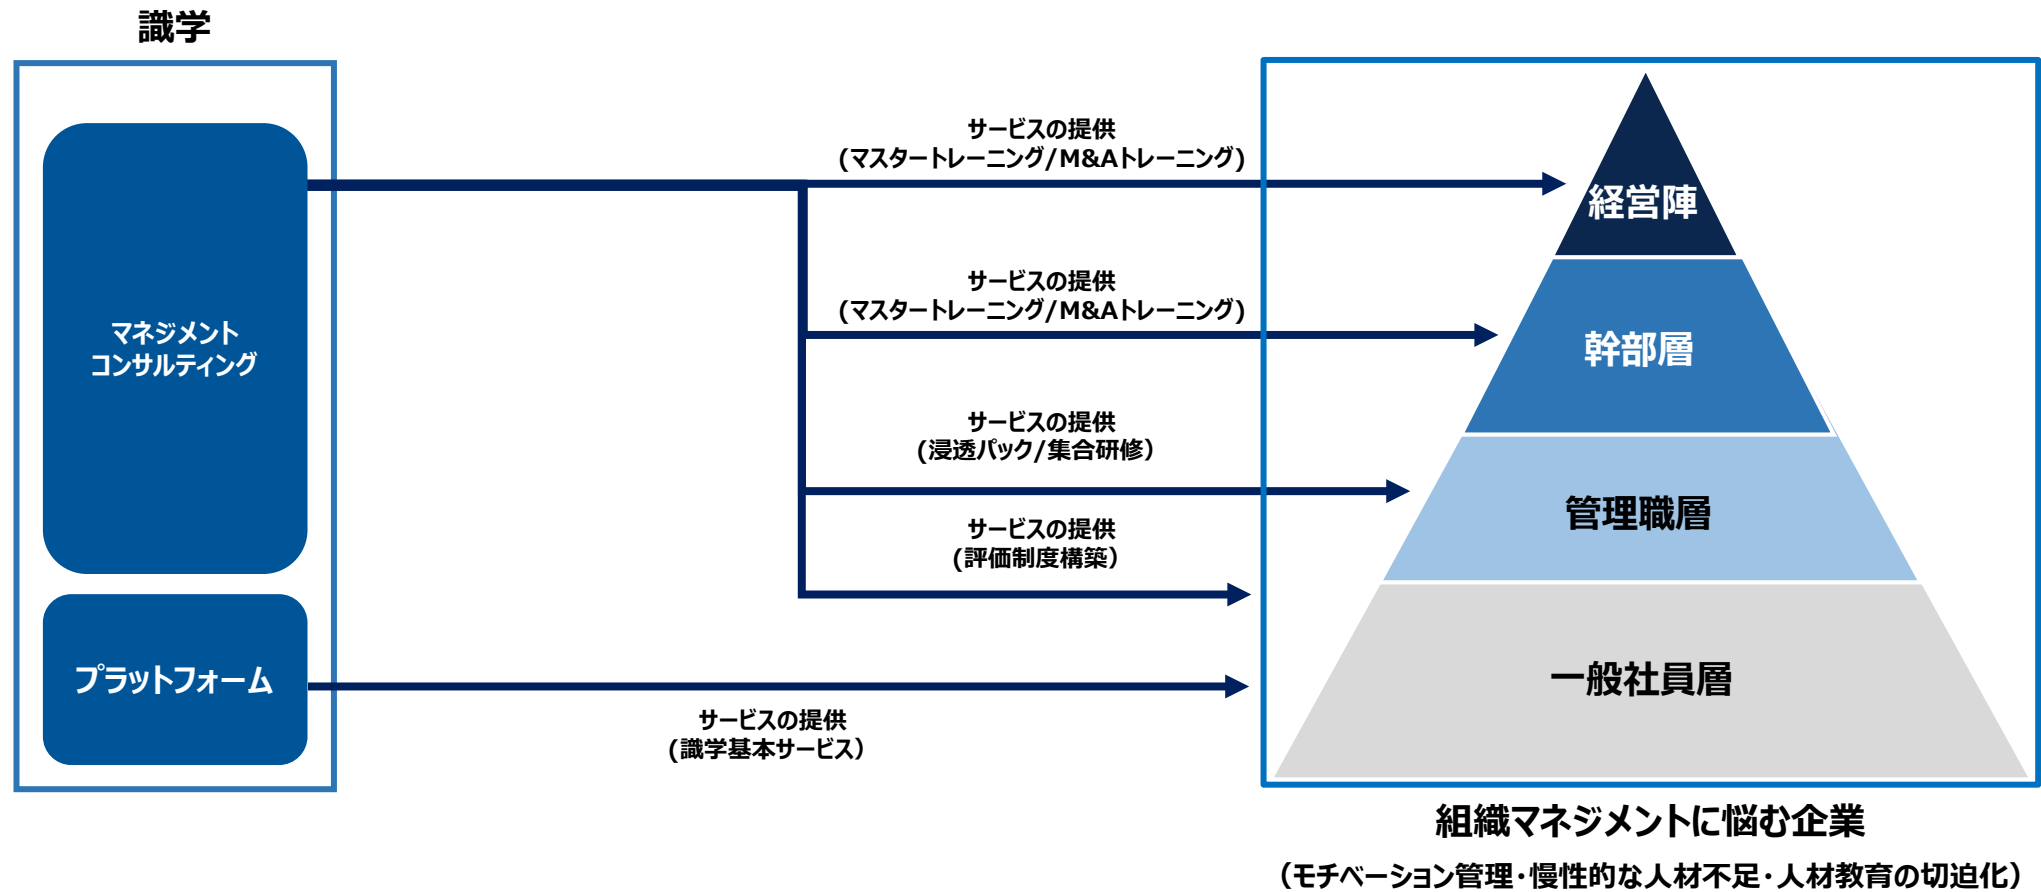 識学
マネジメント
コンサルティング
プラットフォーム
サービスの提供
(マスタートレーニング/M&Aトレーニング)
サービスの提供
(マスタートレーニング/M&Aトレーニング)
サービスの提供
(浸透パック/集合研修）
サービスの提供
(評価制度構築）
サービスの提供
(識学基本サービス）
経営陣
幹部層
管理職層
一般社員層
組織マネジメントに悩む企業
（モチベーション管理・慢性的な人材不足・人材教育の切迫化）